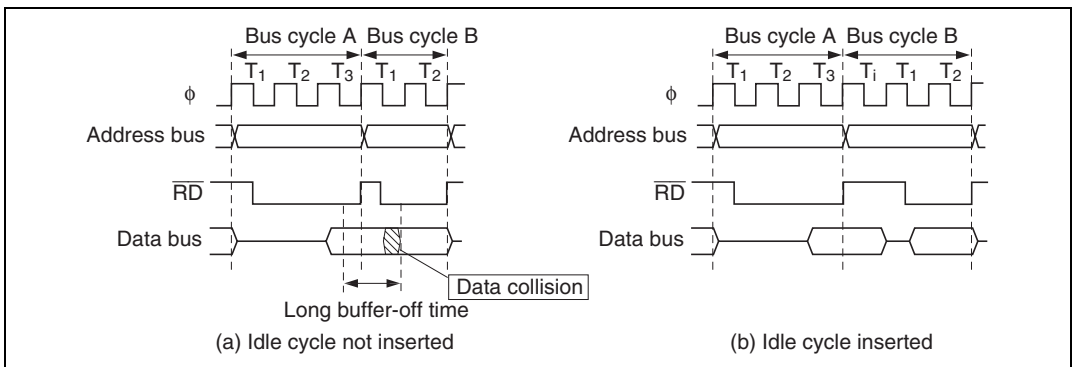 Bus cycle A Bus cycle B
T1 T2 T3 T1 T2
φ
Address bus
RD
Data bus
Data collision
Long buffer-off time
(a) Idle cycle not inserted
Bus cycle A Bus cycle B
T1 T2 T3 Ti T1 T2
φ
Address bus
RD
Data bus
(b) Idle cycle inserted